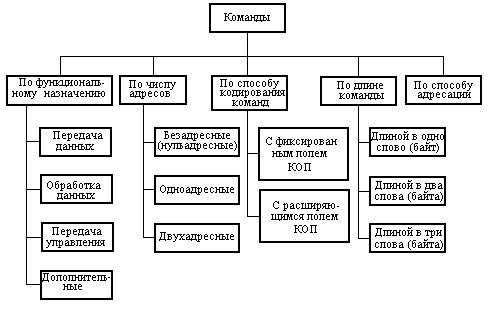 Команды
По функциональ-
ному назначению
По числу
адресов
По способу
кодирования
команд
По длине
команды
По способу
адресаций
Передача
данных
Обработка
данных
Передача
управления
Дополнитель-
ные
Безадресные
(нульадресные)
Одноадресные
Двухадресные
С фиксирован
ным полем
КОП
С расширяю-
щимся полем
КОП
Длиной в одно
слово (байт)
Длиной в два
слова (байта)
Длиной в три
слова (байта)